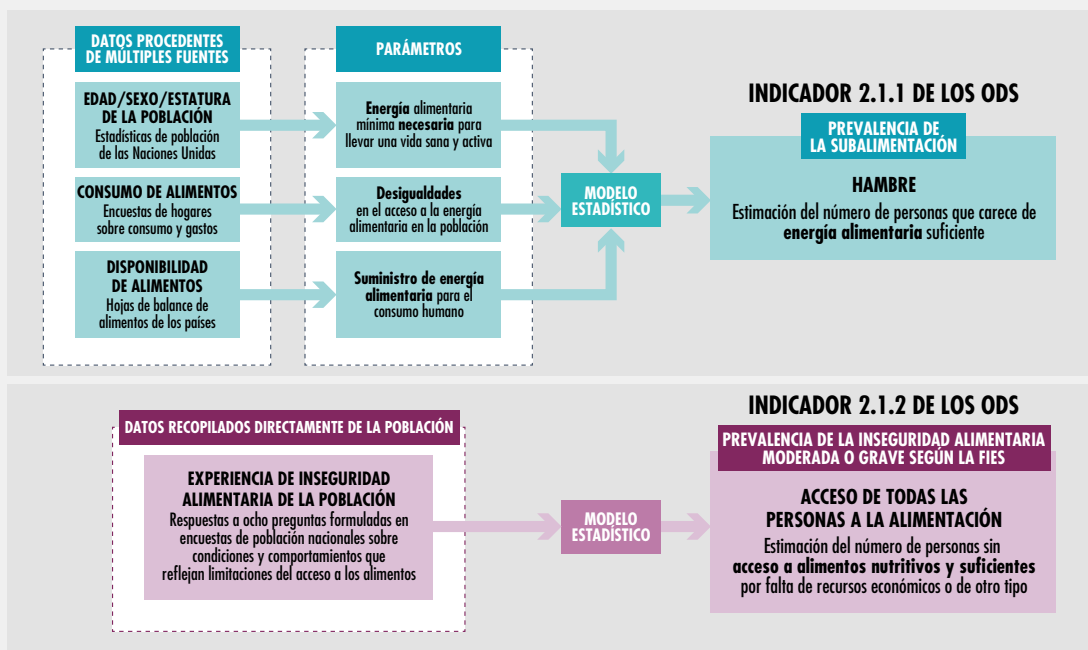 DATOS PROCEDENTES
DE MÚLTIPLES FUENTES
PARÁMETROS
EDAD/SEXO/ESTATURA
DE LA POBLACIÓN
Estadísticas de población
de las Naciones Unidas
Energía alimentaria
mínima necesaria para
llevar una vida sana y activa
CONSUMO DE ALIMENTOS
Encuestas de hogares
sobre consumo y gastos
Desigualdades
en el acceso a la energía
alimentaria en la población
DISPONIBILIDAD
DE ALIMENTOS
Hojas de balance de
alimentos de los países
Suministro de energía
alimentaria para el
consumo humano
MODELO
ESTADÍSTICO
INDICADOR 2.1.1 DE LOS ODS
PREVALENCIA DE
LA SUBALIMENTACIÓN
HAMBRE
Estimación del número de personas que carece de
energía alimentaria suficiente
DATOS RECOPILADOS DIRECTAMENTE DE LA POBLACIÓN
EXPERIENCIA DE INSEGURIDAD
ALIMENTARIA DE LA POBLACIÓN
Respuestas a ocho preguntas formuladas en
encuestas de población nacionales sobre
condiciones y comportamientos que
reflejan limitaciones del acceso a los alimentos
MODELO
ESTADÍSTICO
INDICADOR 2.1.2 DE LOS ODS
PREVALENCIA DE LA INSEGURIDAD ALIMENTARIA
MODERADA O GRAVE SEGÚN LA FIES
ACCESO DE TODAS LAS
PERSONAS A LA ALIMENTACIÓN
Estimación del número de personas sin
acceso a alimentos nutritivos y suficientes
por falta de recursos económicos o de otro tipo